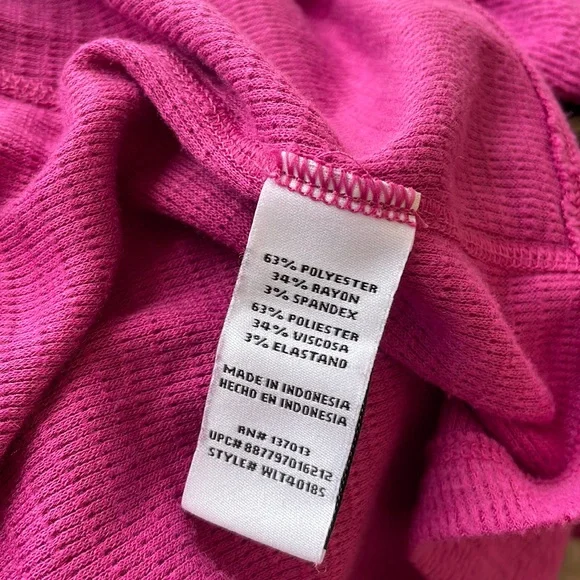 63% POLYESTER
34% RAYON
3% SPANDEX
63% POLIESTER
34% VISCOSA
3% ELASTANO
MADE IN INDONESIA
HECHO EN INDONESIA
RN# 137013
UPC# 887797016212
STYLE# WLT4018S